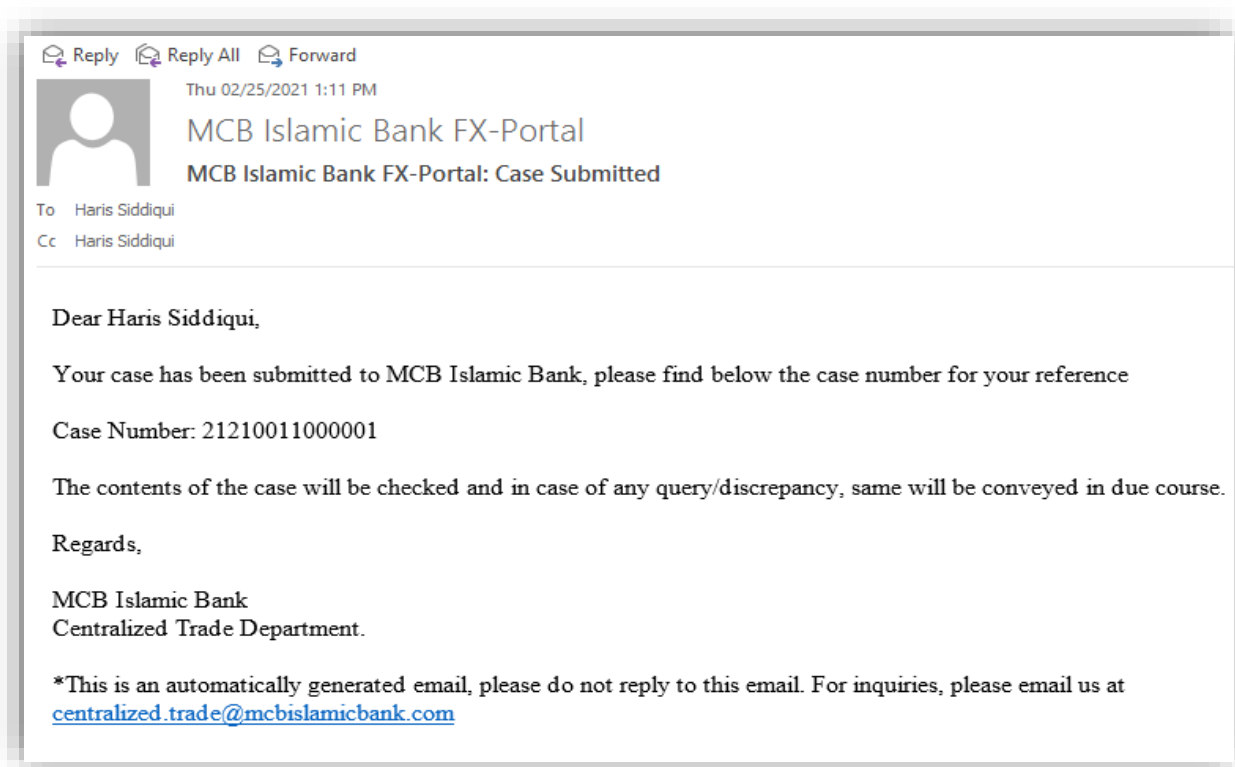 Reply Reply All Forward
Thu 02/25/2021 1:11 PM
MCB Islamic Bank FX-Portal
MCB Islamic Bank FX-Portal: Case Submitted
To Haris Siddiqui
Cc Haris Siddiqui
Dear Haris Siddiqui,
Your case has been submitted to MCB Islamic Bank, please find below the case number for your reference
Case Number: 21210011000001
The contents of the case will be checked and in case of any query/discrepancy, same will be conveyed in due course.
Regards,
MCB Islamic Bank
Centralized Trade Department.
*This is an automatically generated email, please do not reply to this email. For inquiries, please email us at
centralized.trade@mcbislamicbank.com